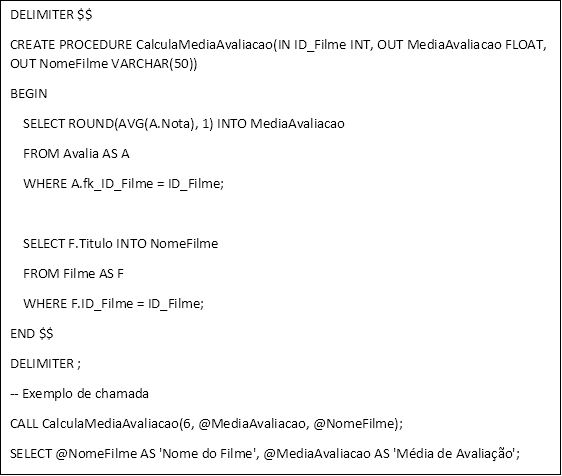 DELIMITER $$
CREATE PROCEDURE CalculaMediaAvaliacao(IN ID_Filme INT, OUT MediaAvaliacao FLOAT,
OUT NomeFilme VARCHAR(50))
BEGIN
SELECT ROUND(AVG(A.Nota), 1) INTO MediaAvaliacao
FROM Avalia AS A
WHERE A.fk_ID_Filme = ID_Filme;
SELECT F.Titulo INTO NomeFilme
FROM Filme AS F
WHERE F.ID_Filme = ID_Filme;
END $$
DELIMITER ;
-- Exemplo de chamada
CALL CalculaMediaAvaliacao(6, @MediaAvaliacao, @NomeFilme);
SELECT @NomeFilme AS 'Nome do Filme', @MediaAvaliacao AS 'Média de Avaliação';